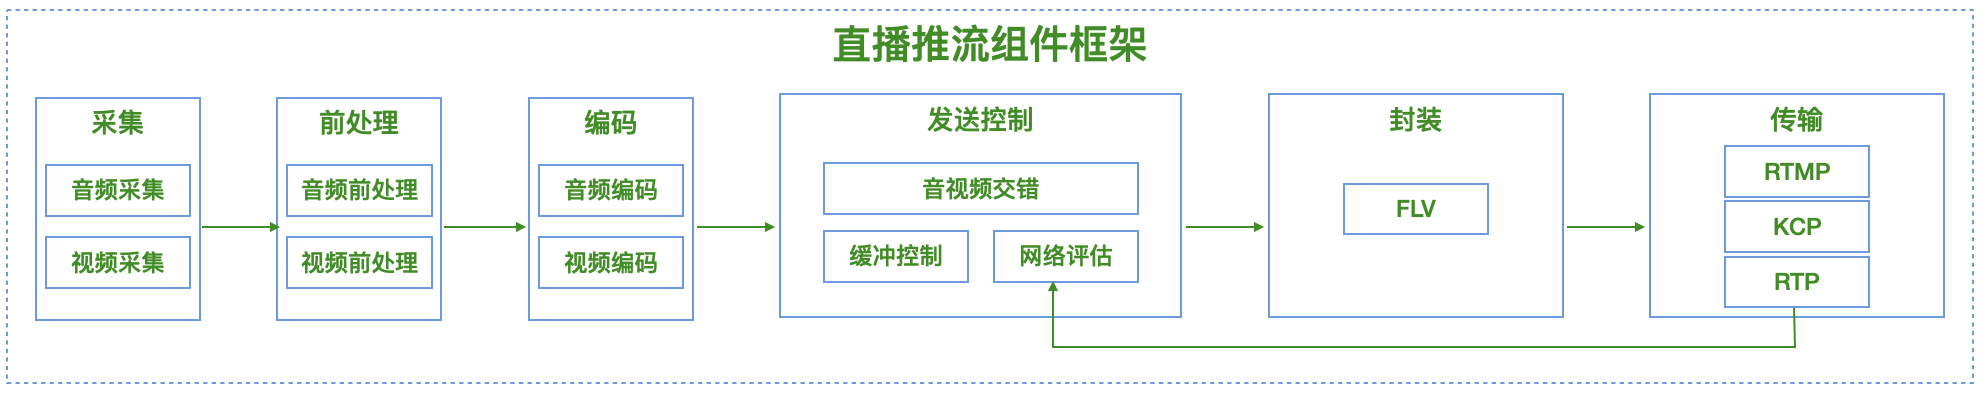 直播推流组件框架
采集
音频采集
视频采集
前处理
音频前处理
视频前处理
编码
音频编码
视频编码
发送控制
音视频交错
缓冲控制
网络评估
封装
FLV
传输
RTMP
KCP
RTP